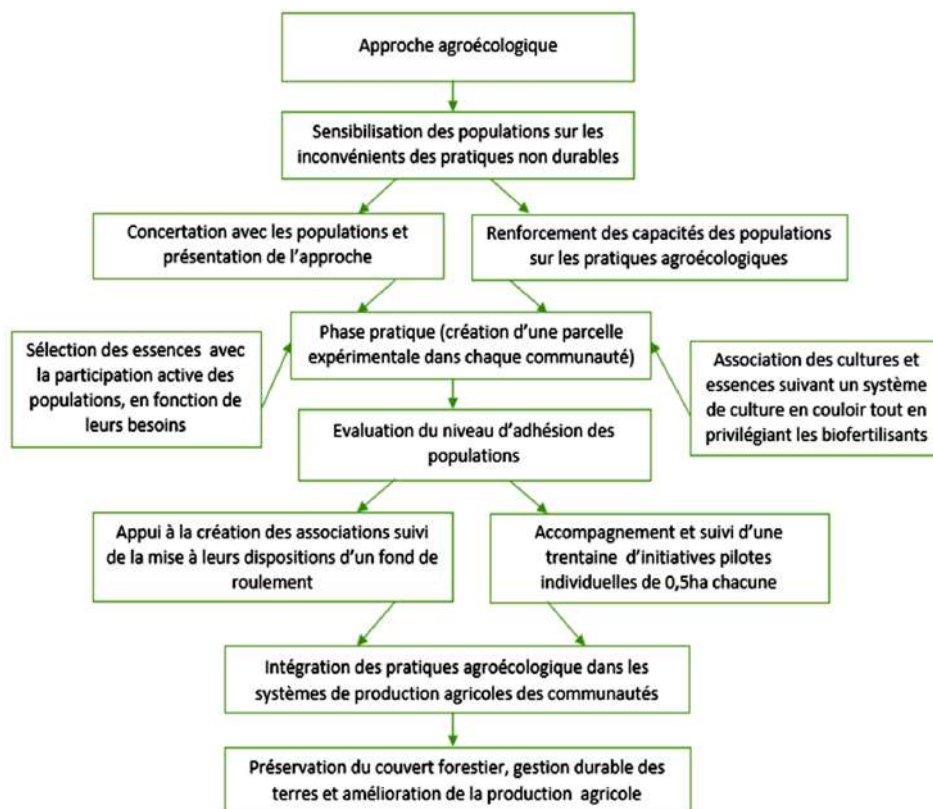 Approche agroécologique
Sensibilisation des populations sur les
inconvénients des pratiques non durables
Concertation avec les populations et
présentation de l'approche
Renforcement des capacités des populations
sur les pratiques agroécologiques
Phase pratique (création d'une parcelle
expérimentale dans chaque communauté)
Sélection des essences avec
la participation active des
populations, en fonction de
leurs besoins
Association des cultures et
essences suivant un système
de culture en couloir tout en
privilégiant les biofertilisants
Evaluation du niveau d'adhésion des
populations
Appui à la création des associations suivi
de la mise à leurs dispositions d'un fond de
roulement
Accompagnement et suivi d'une
trentaine d'initiatives pilotes
individuelles de 0,5ha chacune
Intégration des pratiques agroécologique dans les
systèmes de production agricoles des communautés
Préservation du couvert forestier, gestion durable des
terres et amélioration de la production agricole